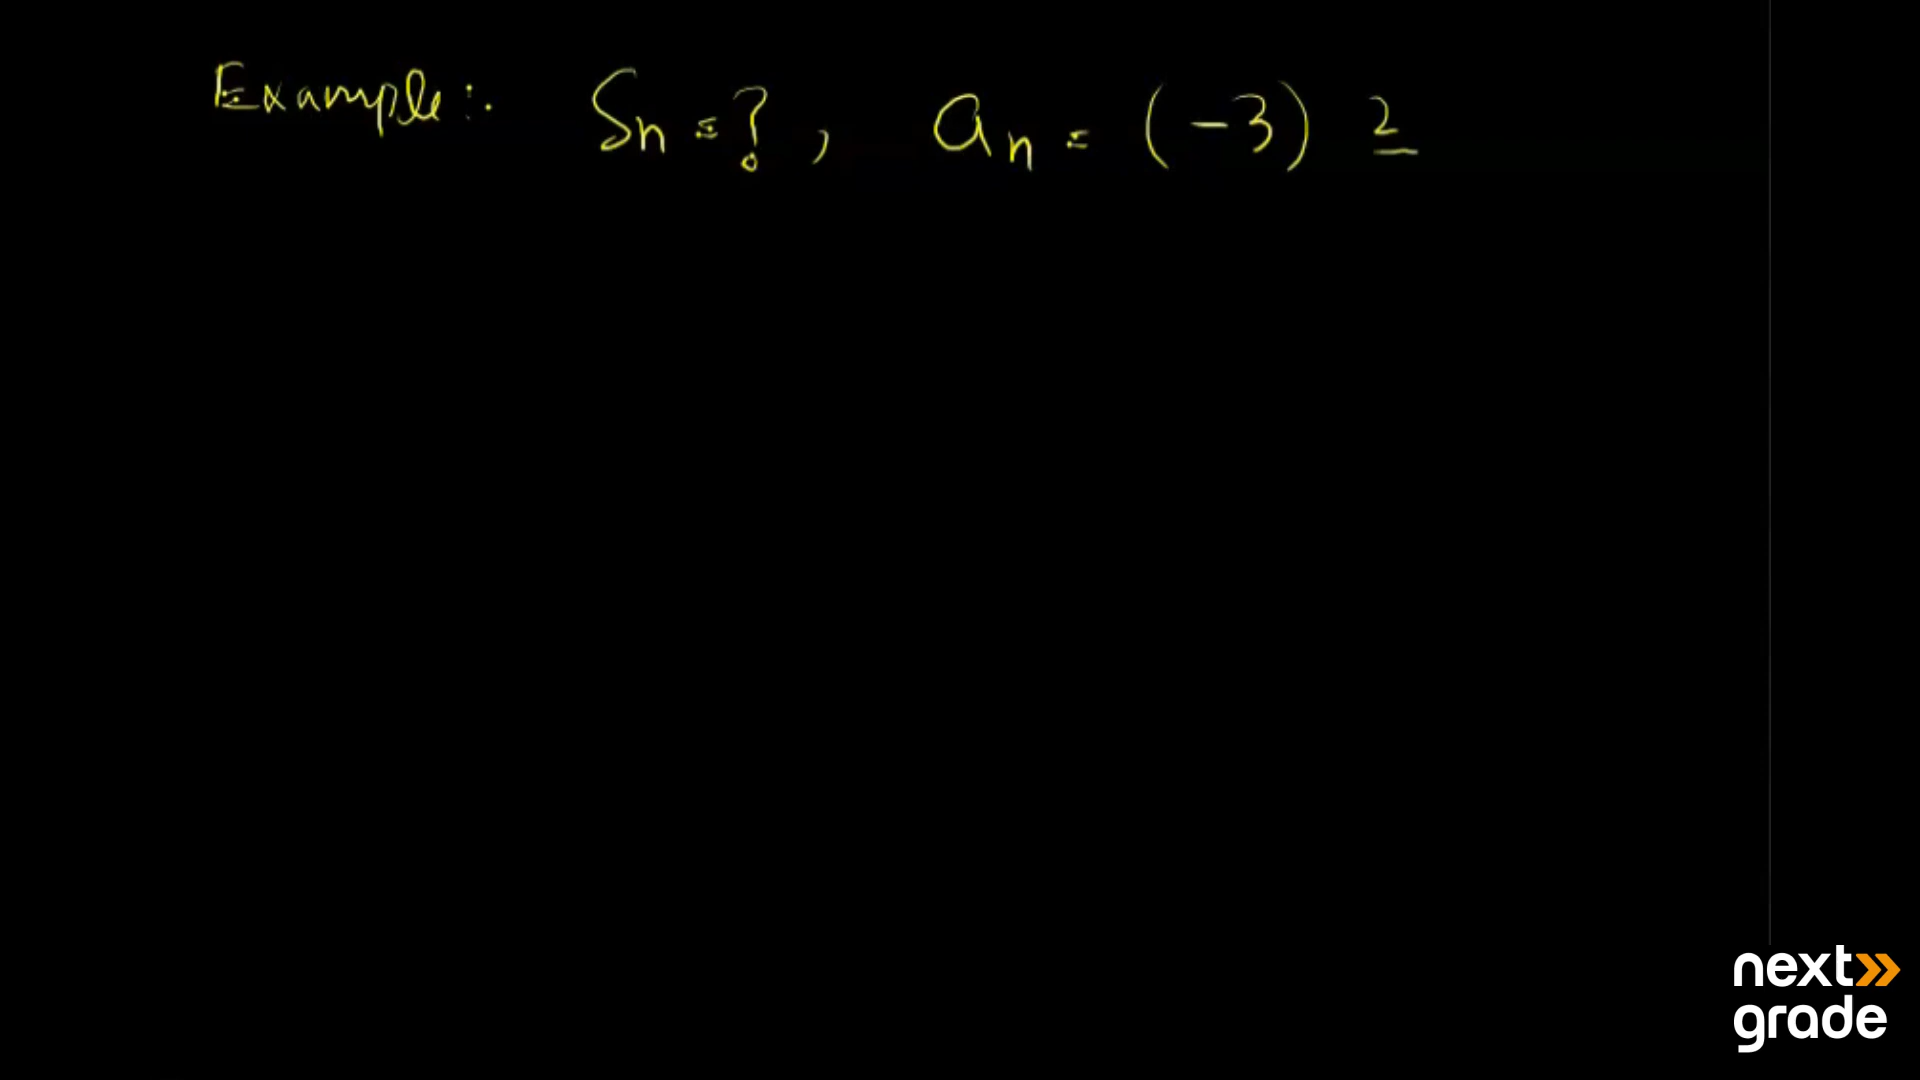 Example:. Sn = ?, an = (-3) 2
next
grade